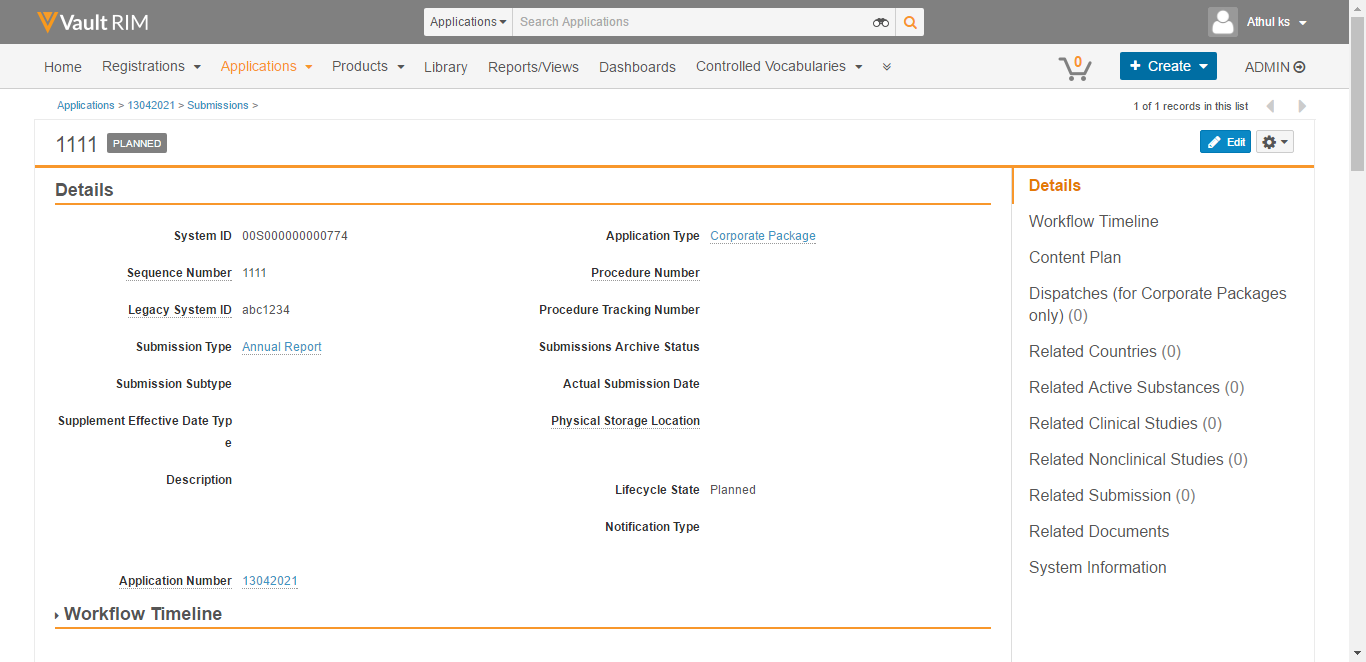 Vault RIM
Applications
Search Applications
Athul ks
Home
Registrations
Applications
Products
Library
Reports/Views
Dashboards
Controlled Vocabularies
0
+ Create
ADMIN
Applications > 13042021 > Submissions >
1 of 1 records in this list
1111 PLANNED
Edit
Details
System ID 00S000000000774
Application Type Corporate Package
Sequence Number 1111
Procedure Number
Legacy System ID abc1234
Procedure Tracking Number
Submission Type Annual Report
Submissions Archive Status
Submission Subtype
Actual Submission Date
Supplement Effective Date Typ
e
Physical Storage Location
Description
Lifecycle State Planned
Notification Type
Application Number 13042021
Workflow Timeline
Details
Workflow Timeline
Content Plan
Dispatches (for Corporate Packages
only) (0)
Related Countries (0)
Related Active Substances (0)
Related Clinical Studies (0)
Related Nonclinical Studies (0)
Related Submission (0)
Related Documents
System Information